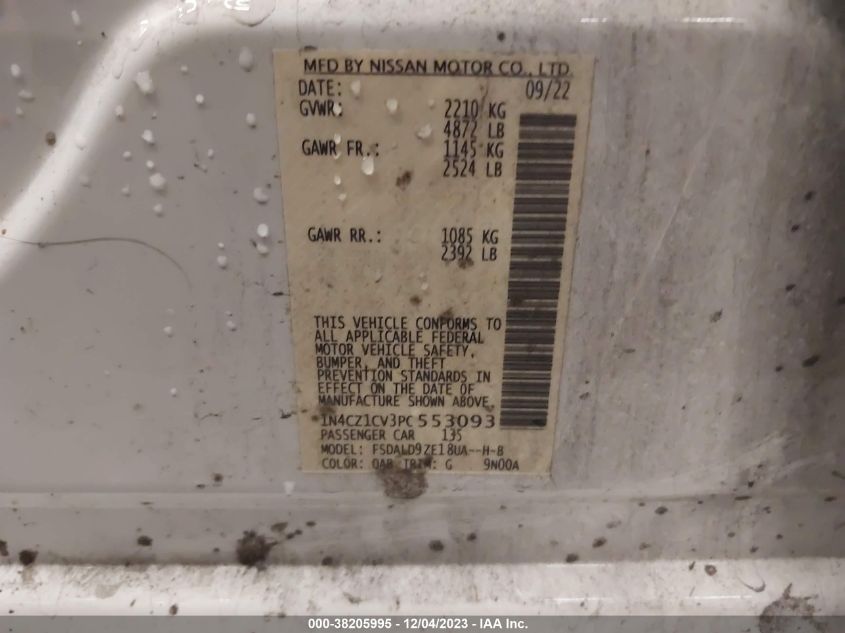 MFD BY NISSAN MOTOR CO., LTD.
DATE: 09/22
GVWR: 2210 KG
4872 LB
GAWR FR.: 1145 KG
2524 LB
GAWR RR.: 1085 KG
2392 LB
THIS VEHICLE CONFORMS TO
ALL APPLICABLE FEDERAL
MOTOR VEHICLE SAFETY,
BUMPER, AND THEFT
PREVENTION STANDARDS IN
EFFECT ON THE DATE OF
MANUFACTURE SHOWN ABOVE.
1N4CZ1CV3PC553093
PASSENGER CAR 135
MODEL: FSDALD9ZE18UA--H-B
COLOR: QAB TRIM: G 9N00A
000-38205995 - 12/04/2023 - IAA Inc.